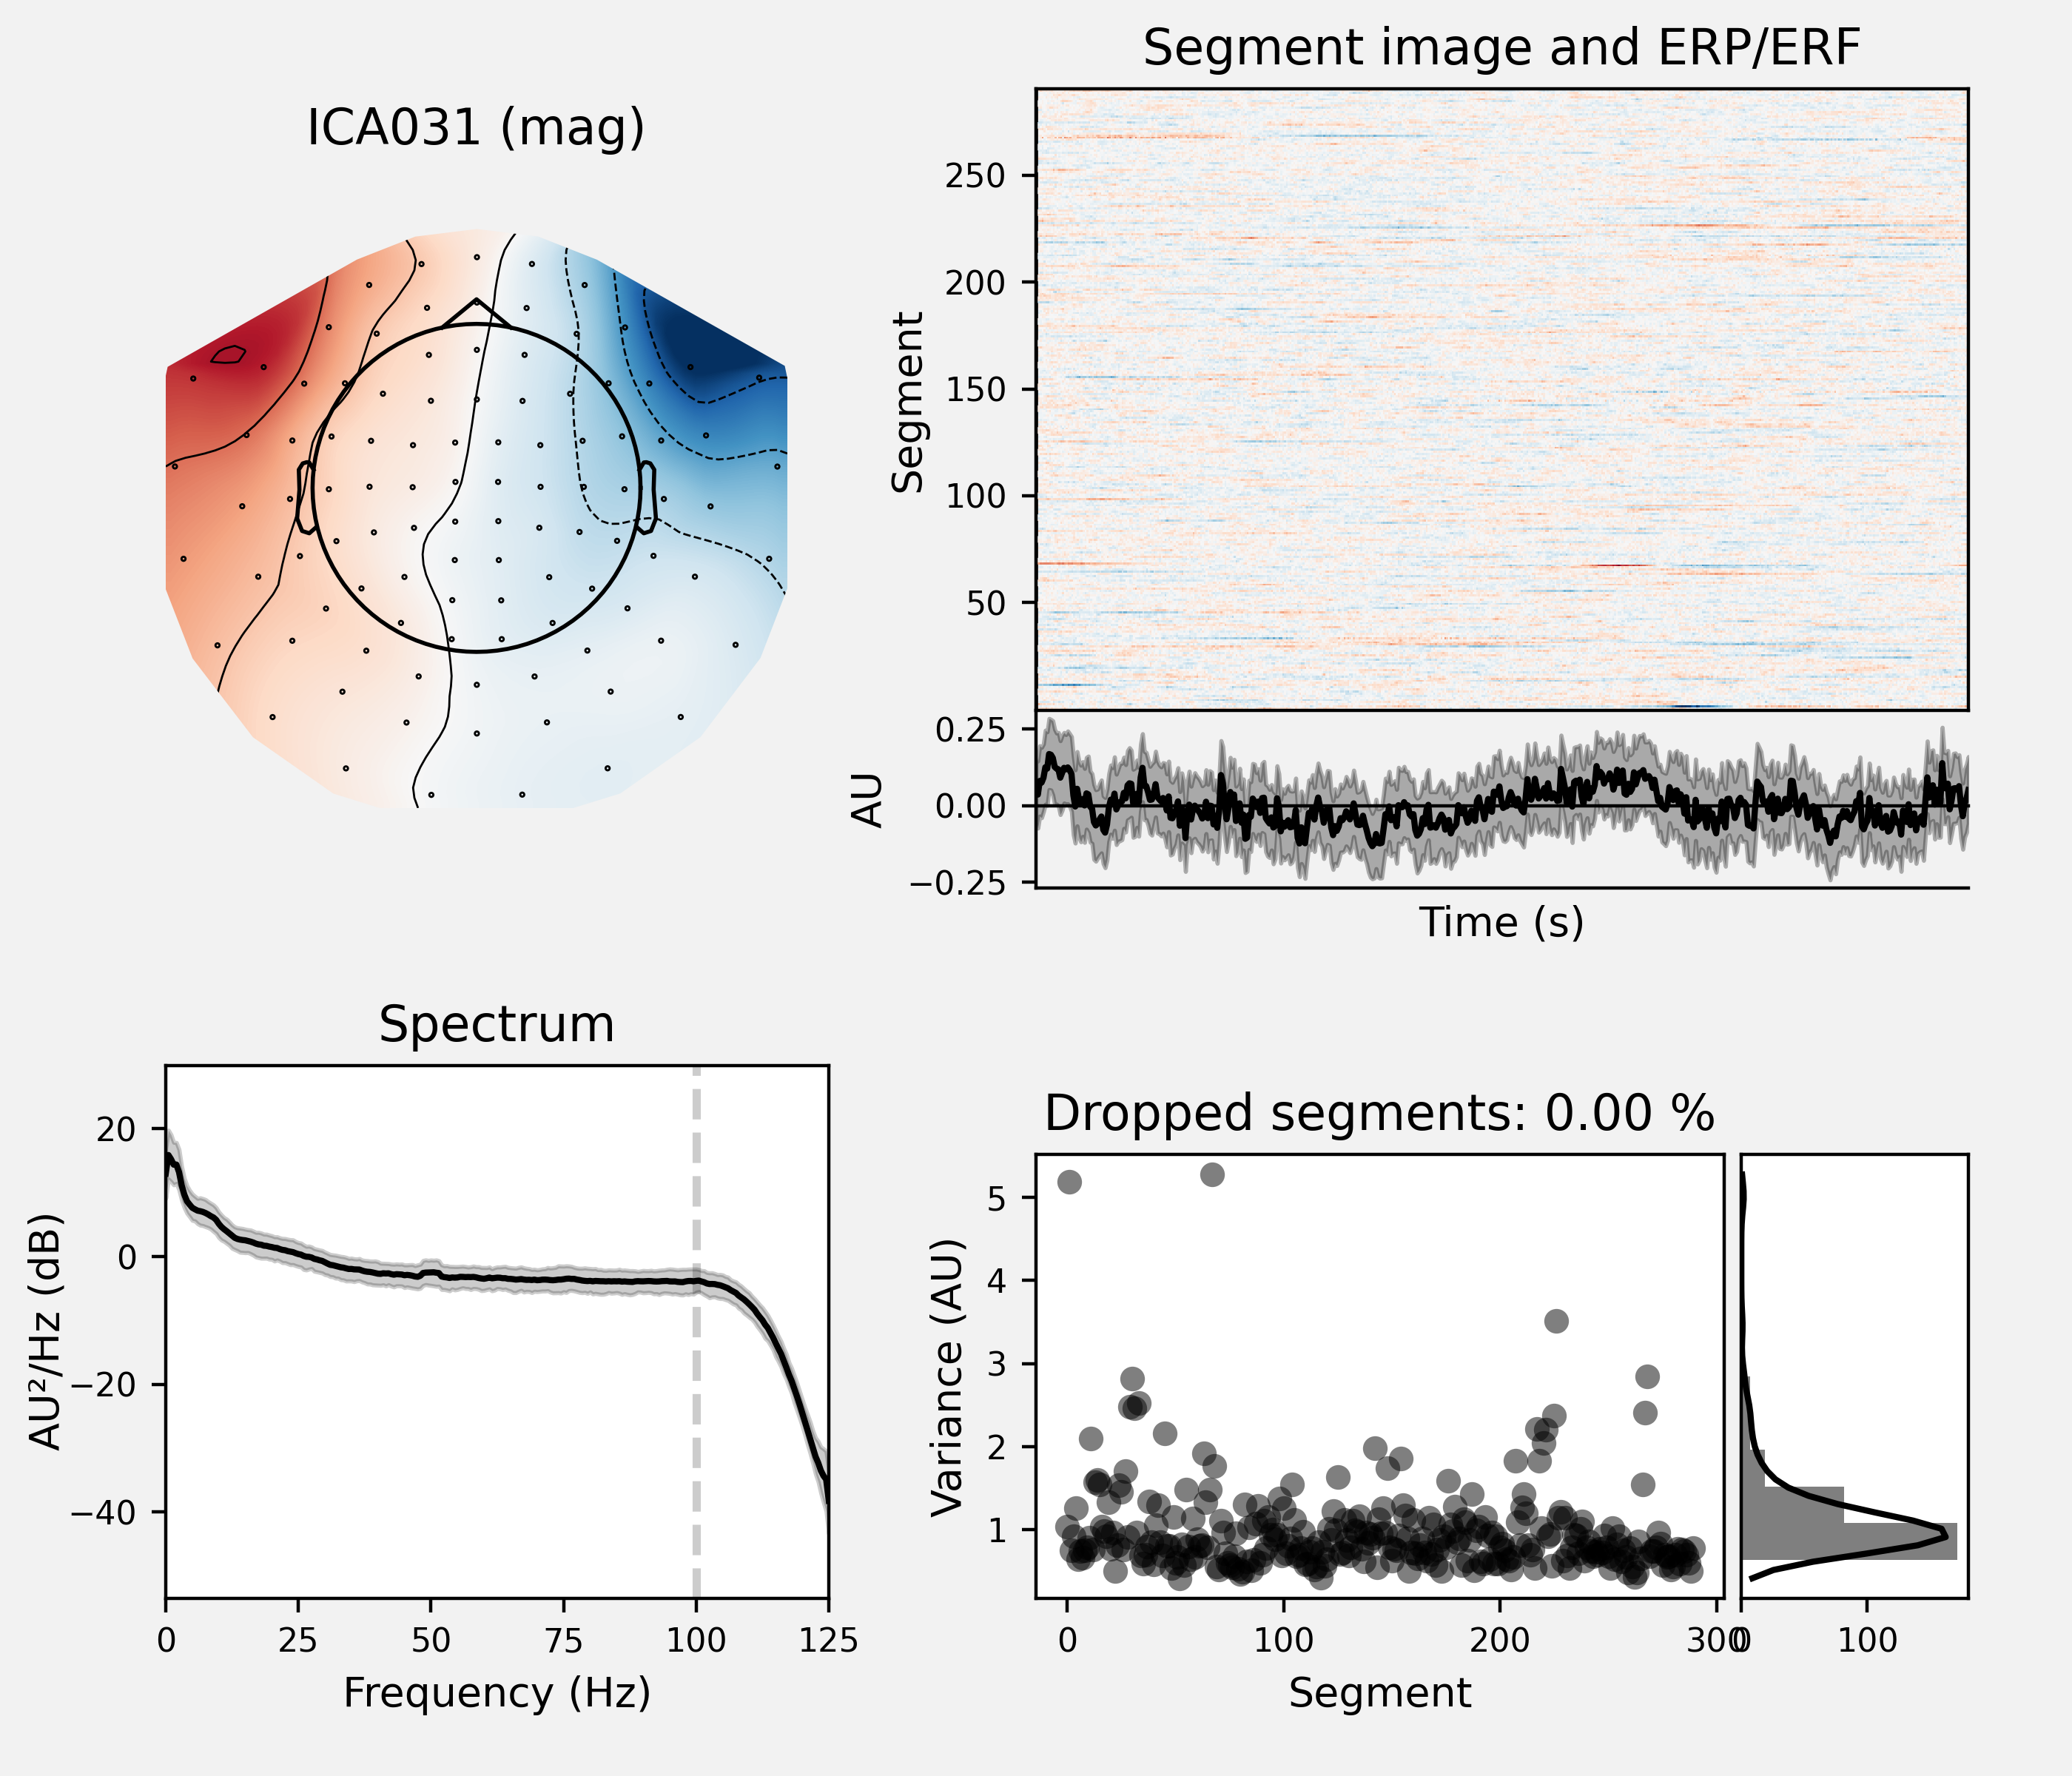 Segment image and ERP/ERF
ICA031 (mag)
250
200
150
100
50
Segment
0.25
0.00
−0.25
AU
Time (s)
Spectrum
20
0
−20
−40
AU²/Hz (dB)
0 25 50 75 100 125
Frequency (Hz)
Dropped segments: 0.00 %
5
4
3
2
1
Variance (AU)
0 100 200 300
0 100
Segment